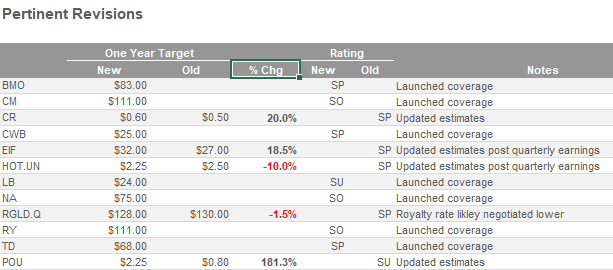 Pertinent Revisions
One Year Target Rating
New Old % Chg New Old Notes
BMO $83.00 SP Launched coverage
CM $111.00 SO Launched coverage
CR $0.60 $0.50 20.0% SP Updated estimates
CWB $25.00 SP Launched coverage
EIF $32.00 $27.00 18.5% SP Updated estimates post quarterly earnings
HOT.UN $2.25 $2.50 -10.0% SP Updated estimates post quarterly earnings
LB $24.00 SU Launched coverage
NA $75.00 SO Launched coverage
RGLD.Q $128.00 $130.00 -1.5% SP Royalty rate likley negotiated lower
RY $111.00 SO Launched coverage
TD $68.00 SP Launched coverage
POU $2.25 $0.80 181.3% SU Updated estimates